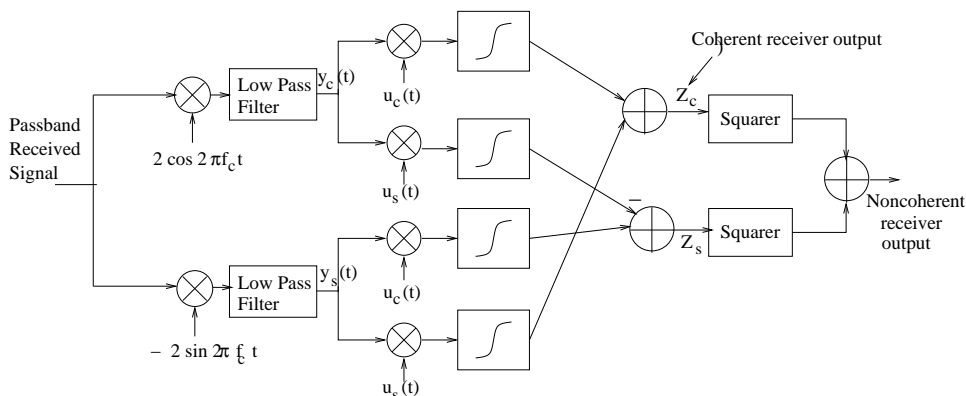 Coherent receiver output
Low Pass
Filter
y_c(t)
u_c(t)
Z_c
Squarer
Passband
Received
Signal
2 cos 2 πf_c t
u_s(t)
−
Noncoherent
receiver
output
Z_s
Squarer
Low Pass
Filter
y_s(t)
u_c(t)
− 2 sin 2π f_c t
u_s(t)